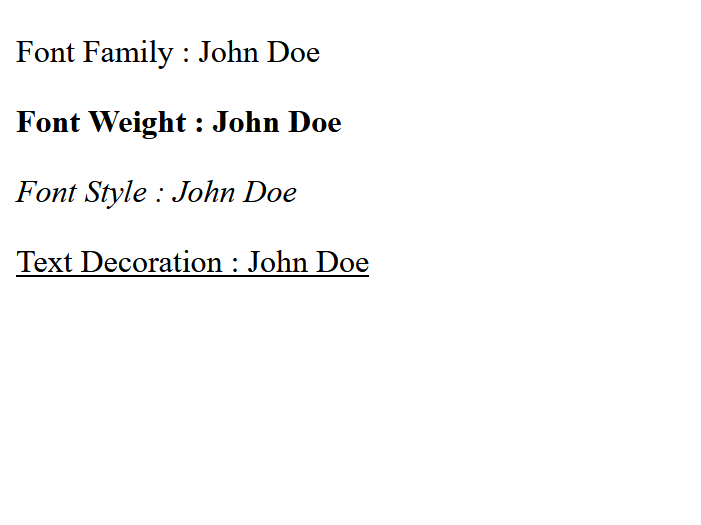 Font Family : John Doe
Font Weight : John Doe
Font Style : John Doe
Text Decoration : John Doe